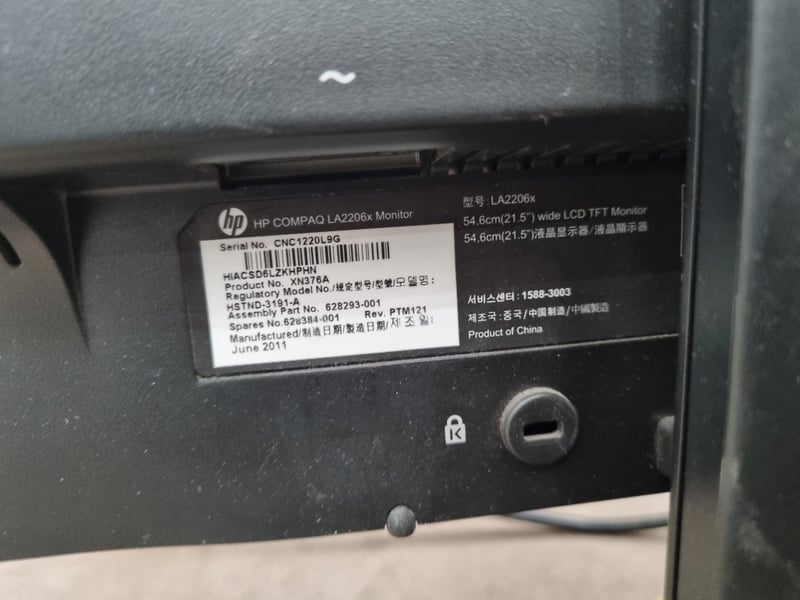 ~
hp HP COMPAQ LA2206x Monitor
Serial No. CNC1220L9G
HIACSD6LZKHPHN
Product No. XN376A
Regulatory Model No./规定型号/型號/모델명:
HSTND-3191-A
Assembly Part No. 628293-001
Spares No.628384-001 Rev. PTM121
Manufactured/制造日期/製造日期/제조일:
June 2011
型号:LA2206x
54,6cm(21.5") wide LCD TFT Monitor
54,6cm(21.5")液晶显示器/液晶顯示器
서비스센터: 1588-3003
제조국:중국/中国制造/中國製造
Product of China
K